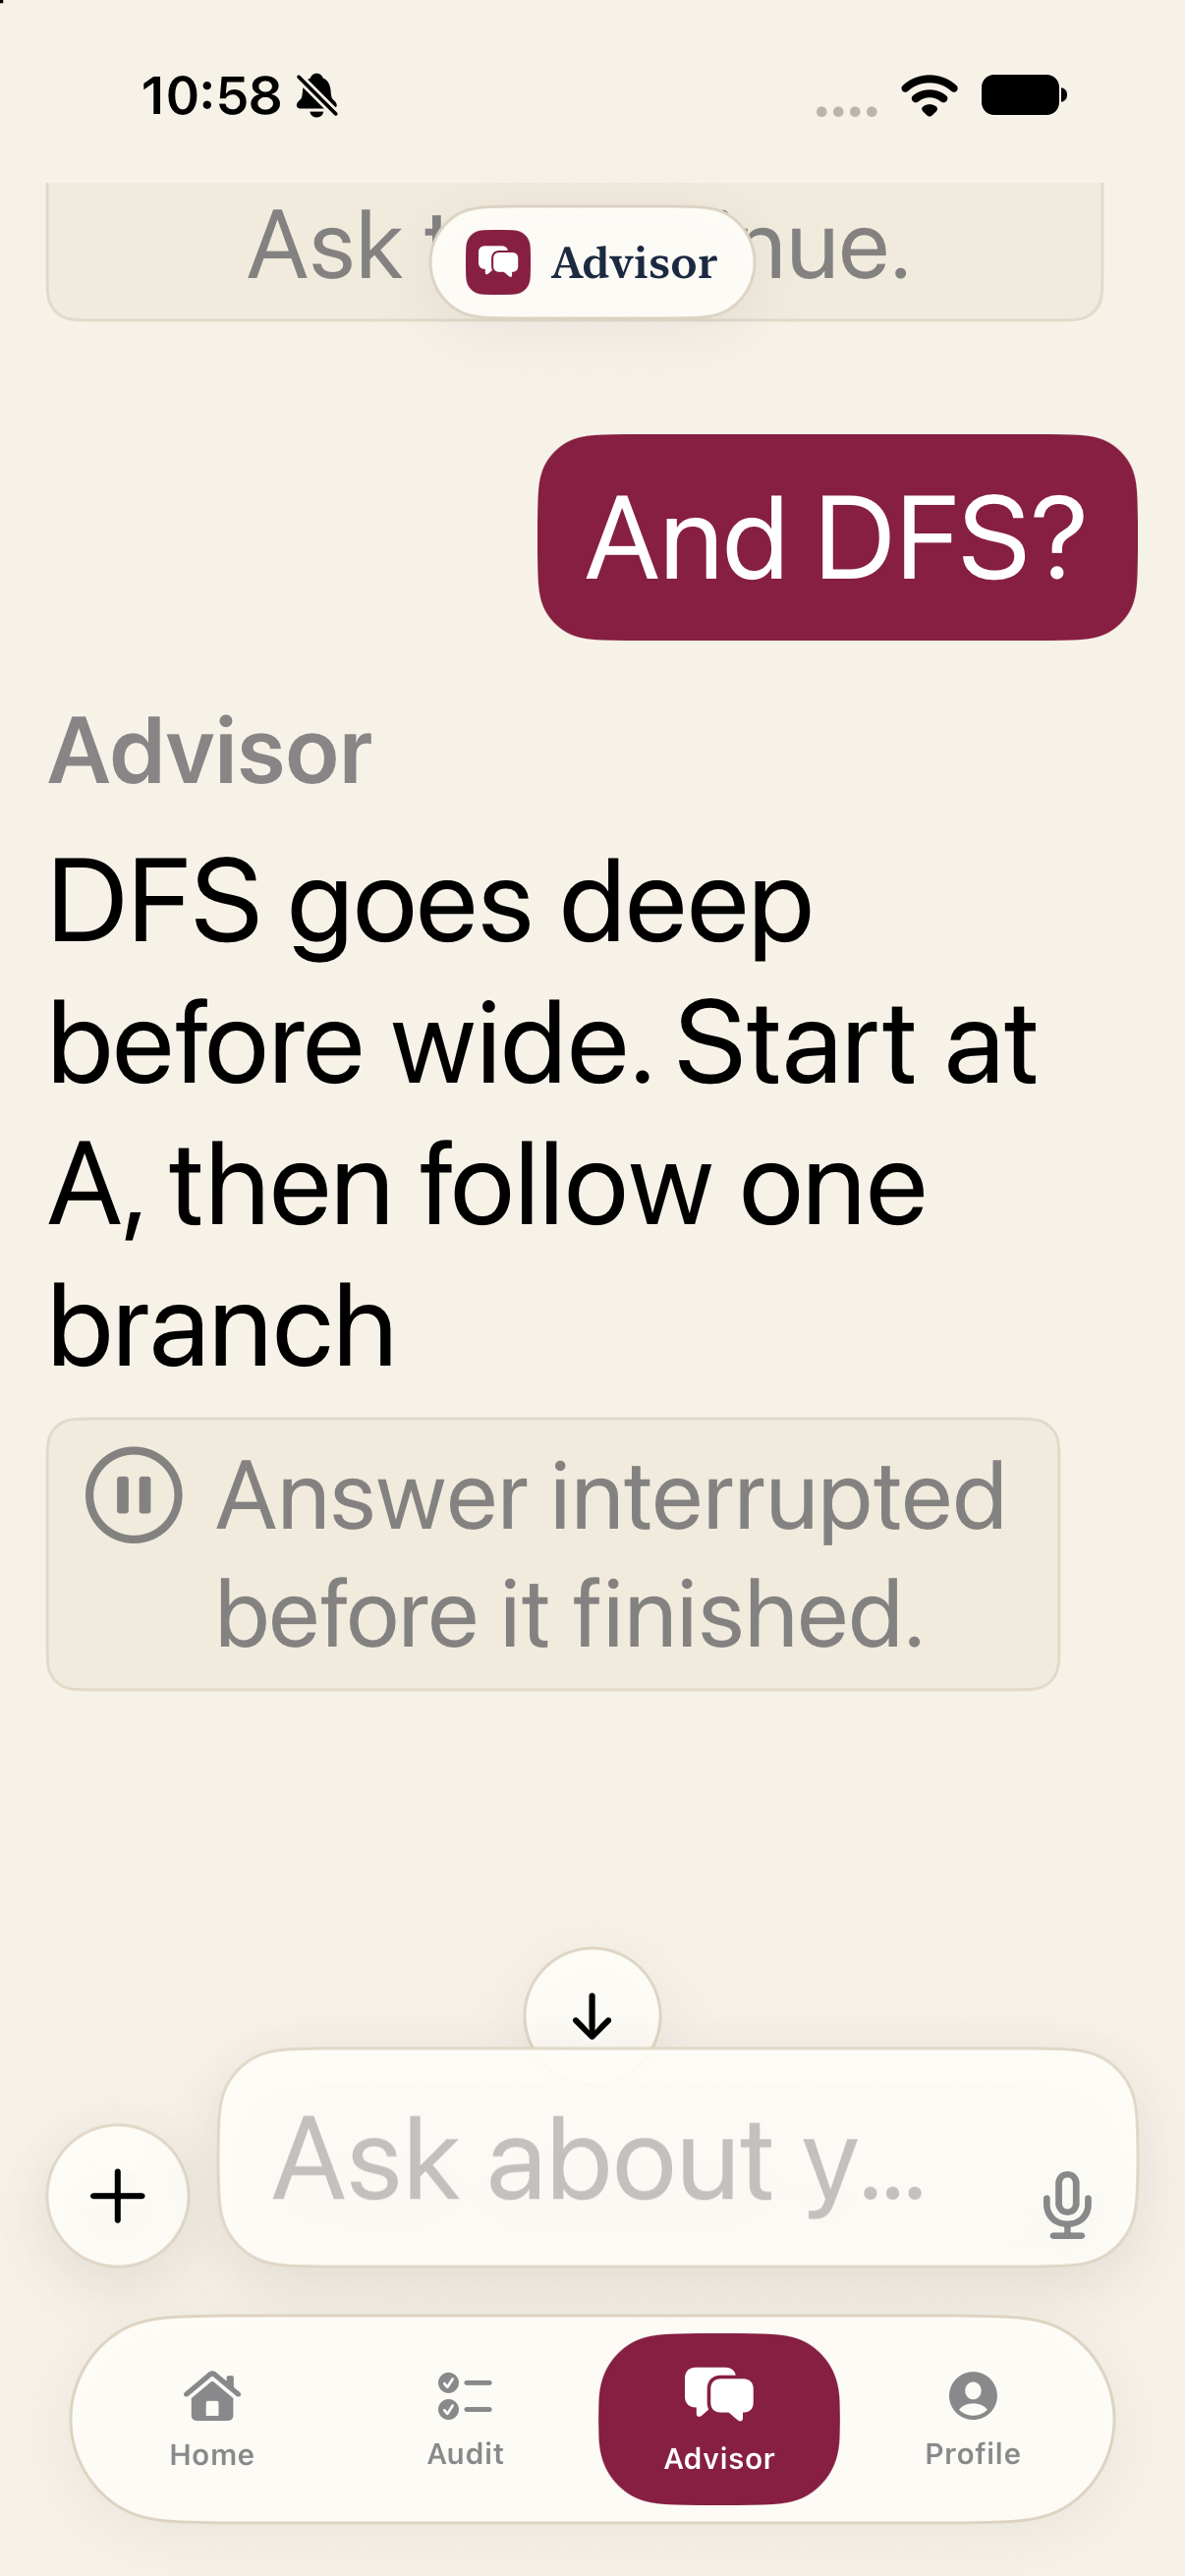 10:58
Ask nue.
Advisor
And DFS?
Advisor
DFS goes deep
before wide. Start at
A, then follow one
branch
Answer interrupted
before it finished.
Ask about y...
Home
Audit
Advisor
Profile